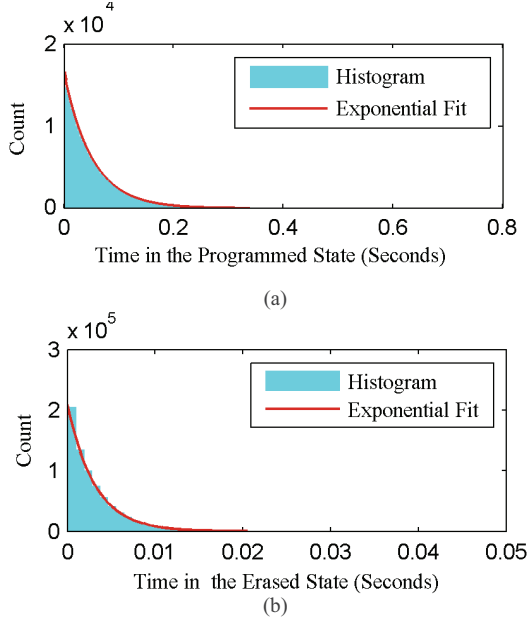 x 10^4
2
1
0
Count
Histogram
Exponential Fit
0 0.2 0.4 0.6 0.8
Time in the Programmed State (Seconds)
(a)
x 10^5
3
2
1
0
Count
Histogram
Exponential Fit
0 0.01 0.02 0.03 0.04 0.05
Time in the Erased State (Seconds)
(b)